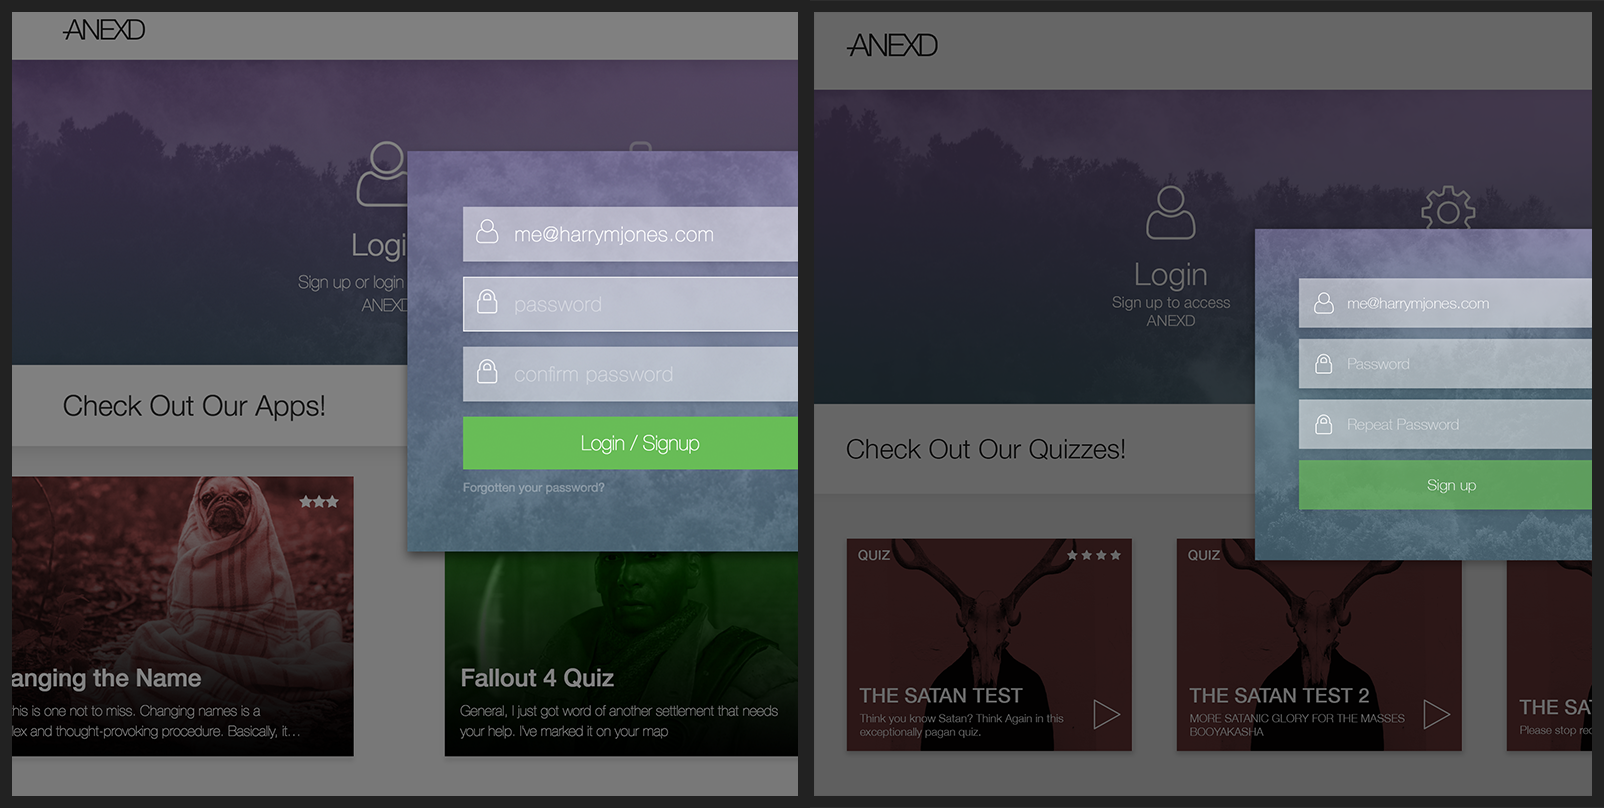 ANEXD
Logi
Sign up or login
ANEXD
me@harrymjones.com
password
confirm password
Login / Signup
Forgotten your password?
Check Out Our Apps!
anging the Name
his is one not to miss. Changing names is a
lex and thought-provoking procedure. Basically, it…
Fallout 4 Quiz
General, I just got word of another settlement that needs
your help. I've marked it on your map
ANEXD
Login
Sign up to access
ANEXD
me@harrymjones.com
Password
Repeat Password
Sign up
Check Out Our Quizzes!
QUIZ
THE SATAN TEST
Think you know Satan? Think Again in this
exceptionally pagan quiz.
QUIZ
THE SATAN TEST 2
MORE SATANIC GLORY FOR THE MASSES
BOOYAKASHA
THE SA
Please stop rec